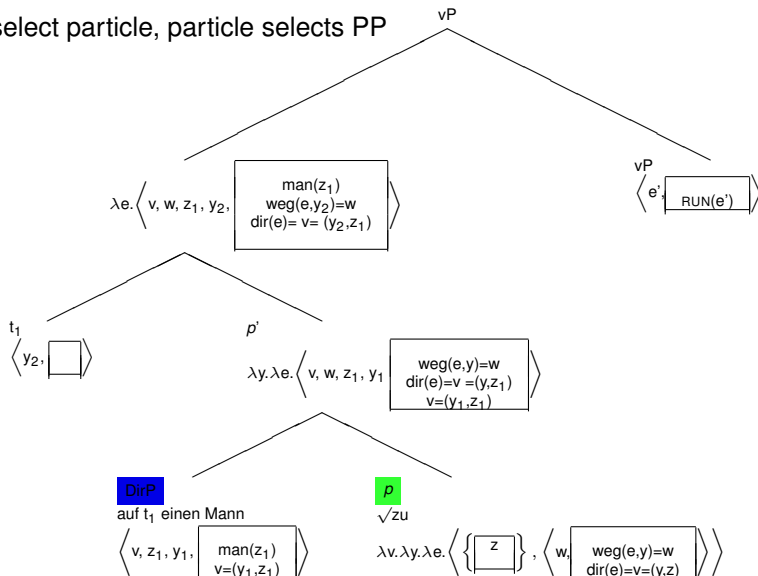 select particle, particle selects PP
vP
λe.⟨v, w, z₁, y₂, man(z₁)
weg(e,y₂)=w
dir(e)= v= (y₂,z₁)⟩
vP
⟨e', RUN(e')⟩
t₁
⟨y₂, ⟩
p'
λy.λe.⟨v, w, z₁, y₁ weg(e,y)=w
dir(e)=v =(y,z₁)
v=(y₁,z₁)⟩
DirP
auf t₁ einen Mann
⟨v, z₁, y₁, man(z₁)
v=(y₁,z₁)⟩
p
√zu
λv.λy.λe.⟨{ z }, ⟨w, weg(e,y)=w
dir(e)=v=(y,z)⟩⟩